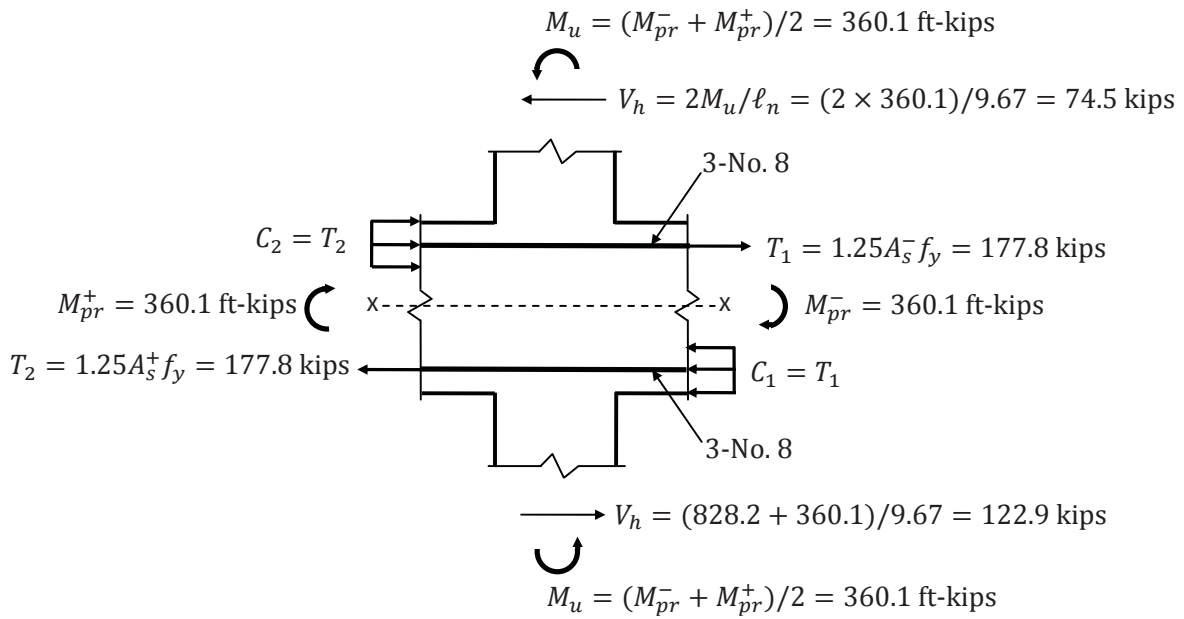 M_u = (M_pr^- + M_pr^+)/2 = 360.1 ft-kips
V_h = 2M_u/ℓ_n = (2 × 360.1)/9.67 = 74.5 kips
3-No. 8
C_2 = T_2
T_1 = 1.25A_s^- f_y = 177.8 kips
M_pr^+ = 360.1 ft-kips
X
X
M_pr^- = 360.1 ft-kips
T_2 = 1.25A_s^+ f_y = 177.8 kips
C_1 = T_1
3-No. 8
V_h = (828.2 + 360.1)/9.67 = 122.9 kips
M_u = (M_pr^- + M_pr^+)/2 = 360.1 ft-kips